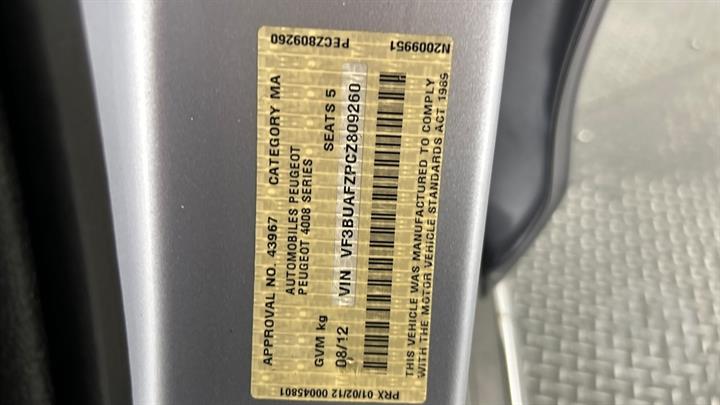 APPROVAL NO. 43967 CATEGORY MA
AUTOMOBILES PEUGEOT
PEUGEOT 4008 SERIES
GVM kg SEATS 5
08/12 VIN VF3BUAFZPCZ809260
THIS VEHICLE WAS MANUFACTURED TO COMPLY
WITH THE MOTOR VEHICLE STANDARDS ACT 1989
PRX 01/02/12 00045801
PECZ809260
N2009951